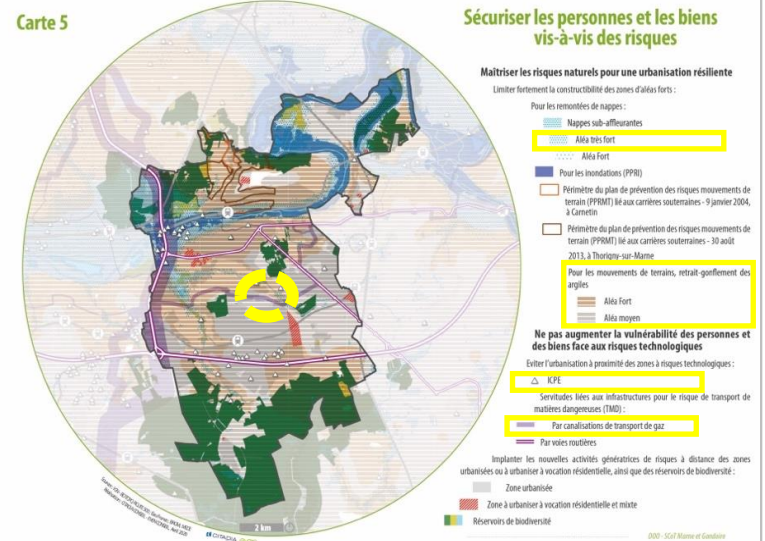 Carte 5
Sécuriser les personnes et les biens
vis-à-vis des risques
Maîtriser les risques naturels pour une urbanisation résiliente
Limiter fortement la constructibilité des zones d'aléas forts :
Pour les remontées de nappes :
Nappes sub-affleurantes
Aléa très fort
Aléa Fort
Pour les inondations (PPRI)
Périmètre du plan de prévention des risques mouvements de
terrain (PPRMT) lié aux carrières souterraines - 9 janvier 2004,
à Carnetin
Périmètre du plan de prévention des risques mouvements de
terrain (PPRMT) lié aux carrières souterraines - 30 août
2013, à Thorigny-sur-Marne
Pour les mouvements de terrains, retrait-gonflement des
argiles
Aléa Fort
Aléa moyen
Ne pas augmenter la vulnérabilité des personnes et
des biens face aux risques technologiques
Eviter l'urbanisation à proximité des zones à risques technologiques :
ICPE
Servitudes liées aux infrastructures pour le risque de transport de
matières dangereuses (TMD) :
Par canalisations de transport de gaz
Par voies routières
Implanter les nouvelles activités génératrices de risques à distance des zones
urbanisées ou à urbaniser à vocation résidentielle, ainsi que des réservoirs de biodiversité :
Zone urbanisée
Zone à urbaniser à vocation résidentielle et mixte
Réservoirs de biodiversité
2 km
DOO - SCoT Marne et Gondoire